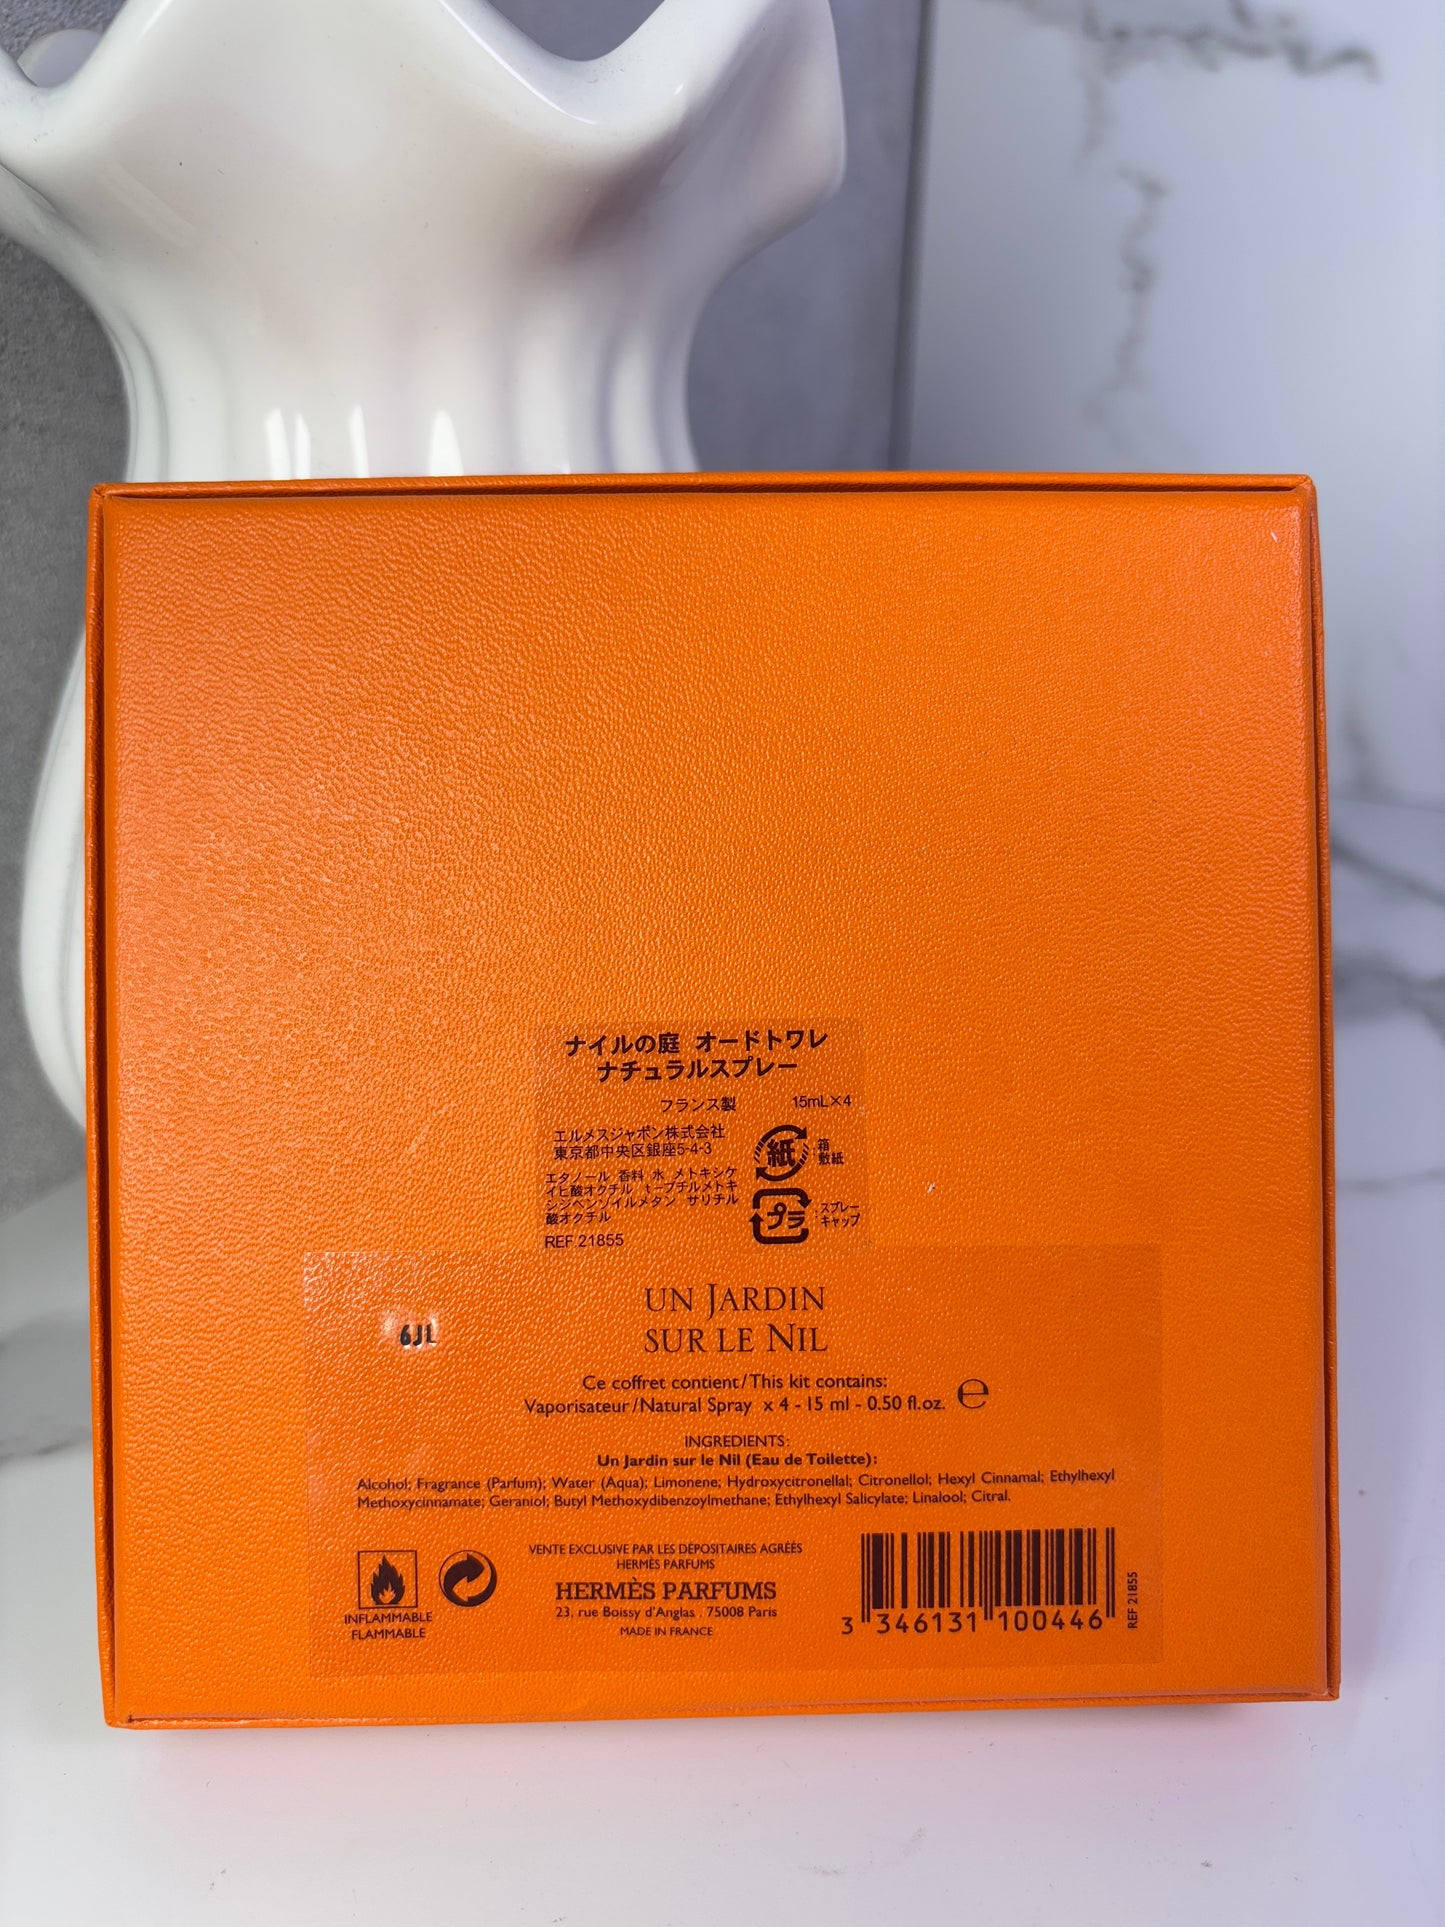 ナイルの庭 オードトワレ
ナチュラルスプレー
フランス製 15mL×4
エルメスジャポン株式会社
東京都中央区銀座5-4-3
紙 :箱
敷紙
エタノール 香料 水 メトキシケ
イヒ酸オクチル t-ブチルメトキ
シジベンゾイルメタン サリチル
酸オクチル
プラ :スプレー
キャップ
REF.21855
UN JARDIN
SUR LE NIL
6JL
Ce coffret contient/This kit contains:
Vaporisateur/Natural Spray x 4 - 15 ml - 0.50 fl.oz. ℮
INGREDIENTS:
Un Jardin sur le Nil (Eau de Toilette):
Alcohol; Fragrance (Parfum); Water (Aqua); Limonene; Hydroxycitronellal; Citronellol; Hexyl Cinnamal; Ethylhexyl
Methoxycinnamate; Geraniol; Butyl Methoxydibenzoylmethane; Ethylhexyl Salicylate; Linalool; Citral.
INFLAMMABLE
FLAMMABLE
VENTE EXCLUSIVE PAR LES DÉPOSITAIRES AGRÉÉS
HERMÈS PARFUMS
HERMÈS PARFUMS
23, rue Boissy d'Anglas . 75008 Paris
MADE IN FRANCE
3 346131 100446
REF 21855